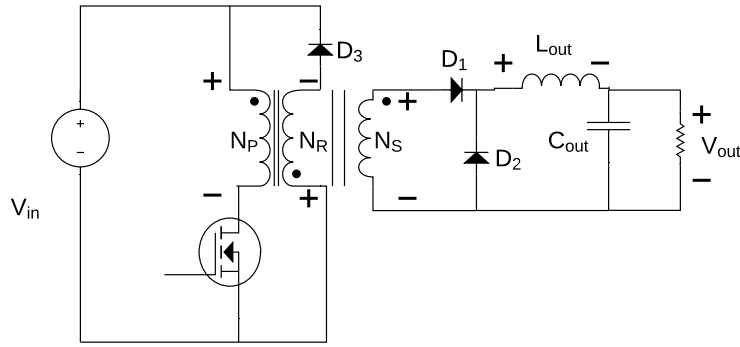 D3
+
−
D1
+
Lout
−
+
NP
NR
+
NS
Cout
+
Vout
+
−
D2
−
−
+
−
Vin